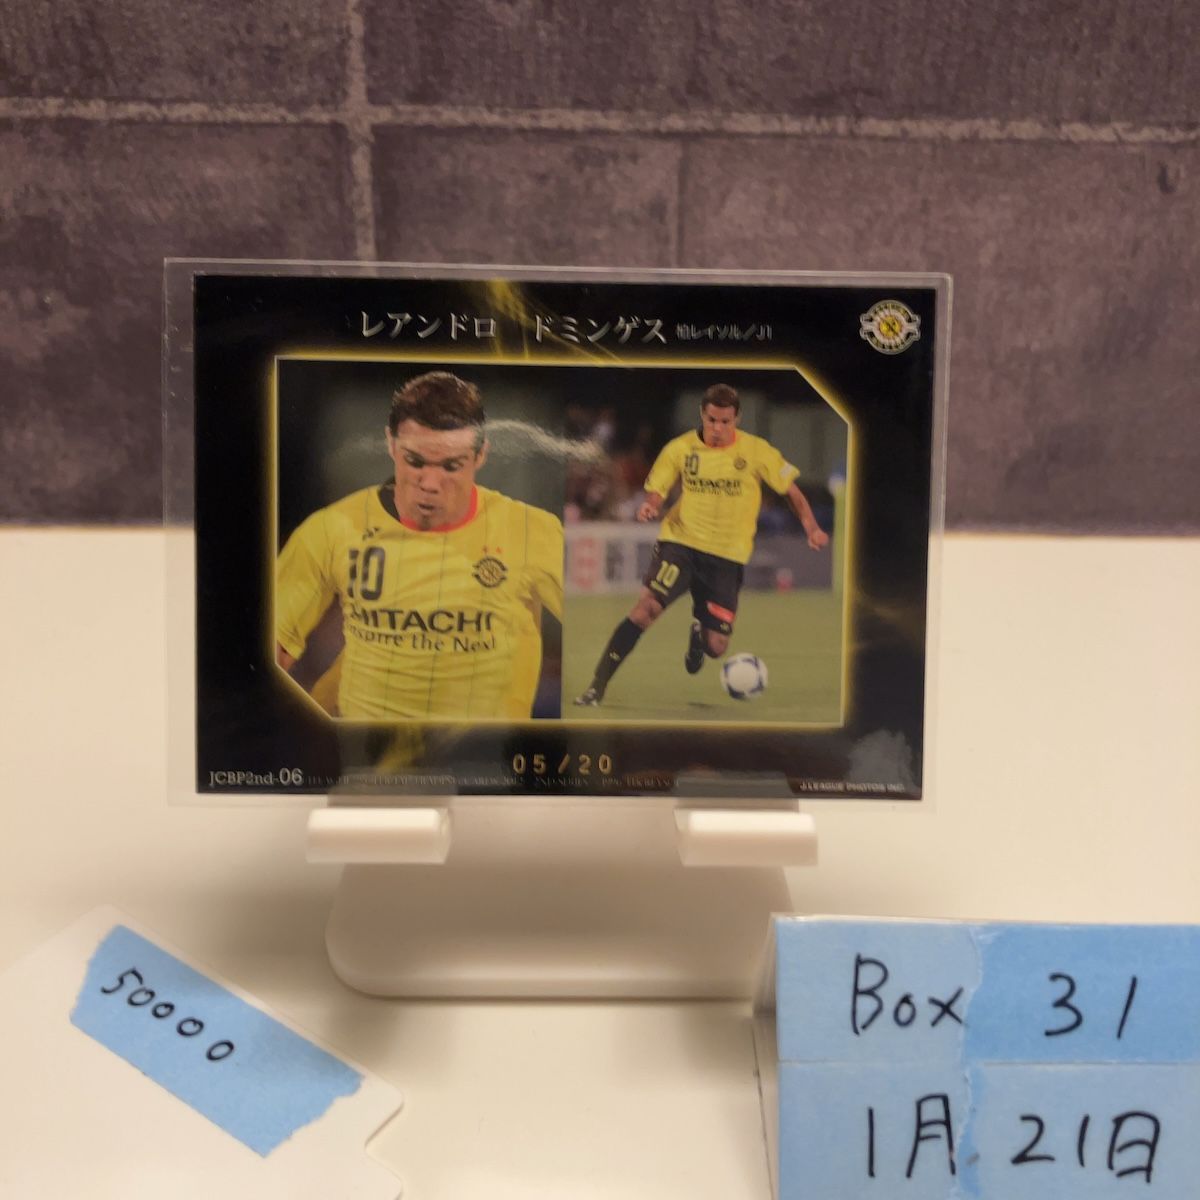 レアンドロ ドミンゲス 柏レイソル／J1
10
HITACHI
Inspire the Next
10
HITACHI
Inspire the Next
10
05/20
JCBP2nd-06
J.LEAGUE PHOTOS INC.
50000
Box 31
1月21日